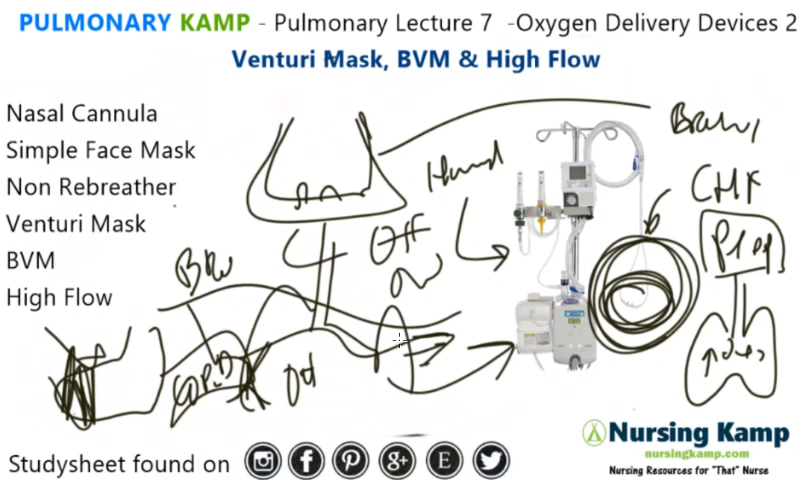 PULMONARY KAMP - Pulmonary Lecture 7 -Oxygen Delivery Devices 2
Venturi Mask, BVM & High Flow
Nasal Cannula
Simple Face Mask
Non Rebreather
Venturi Mask
BVM
High Flow
CHF
Off
COPD
Nursing Kamp
nursingkamp.com
Nursing Resources for "That" Nurse
Studysheet found on